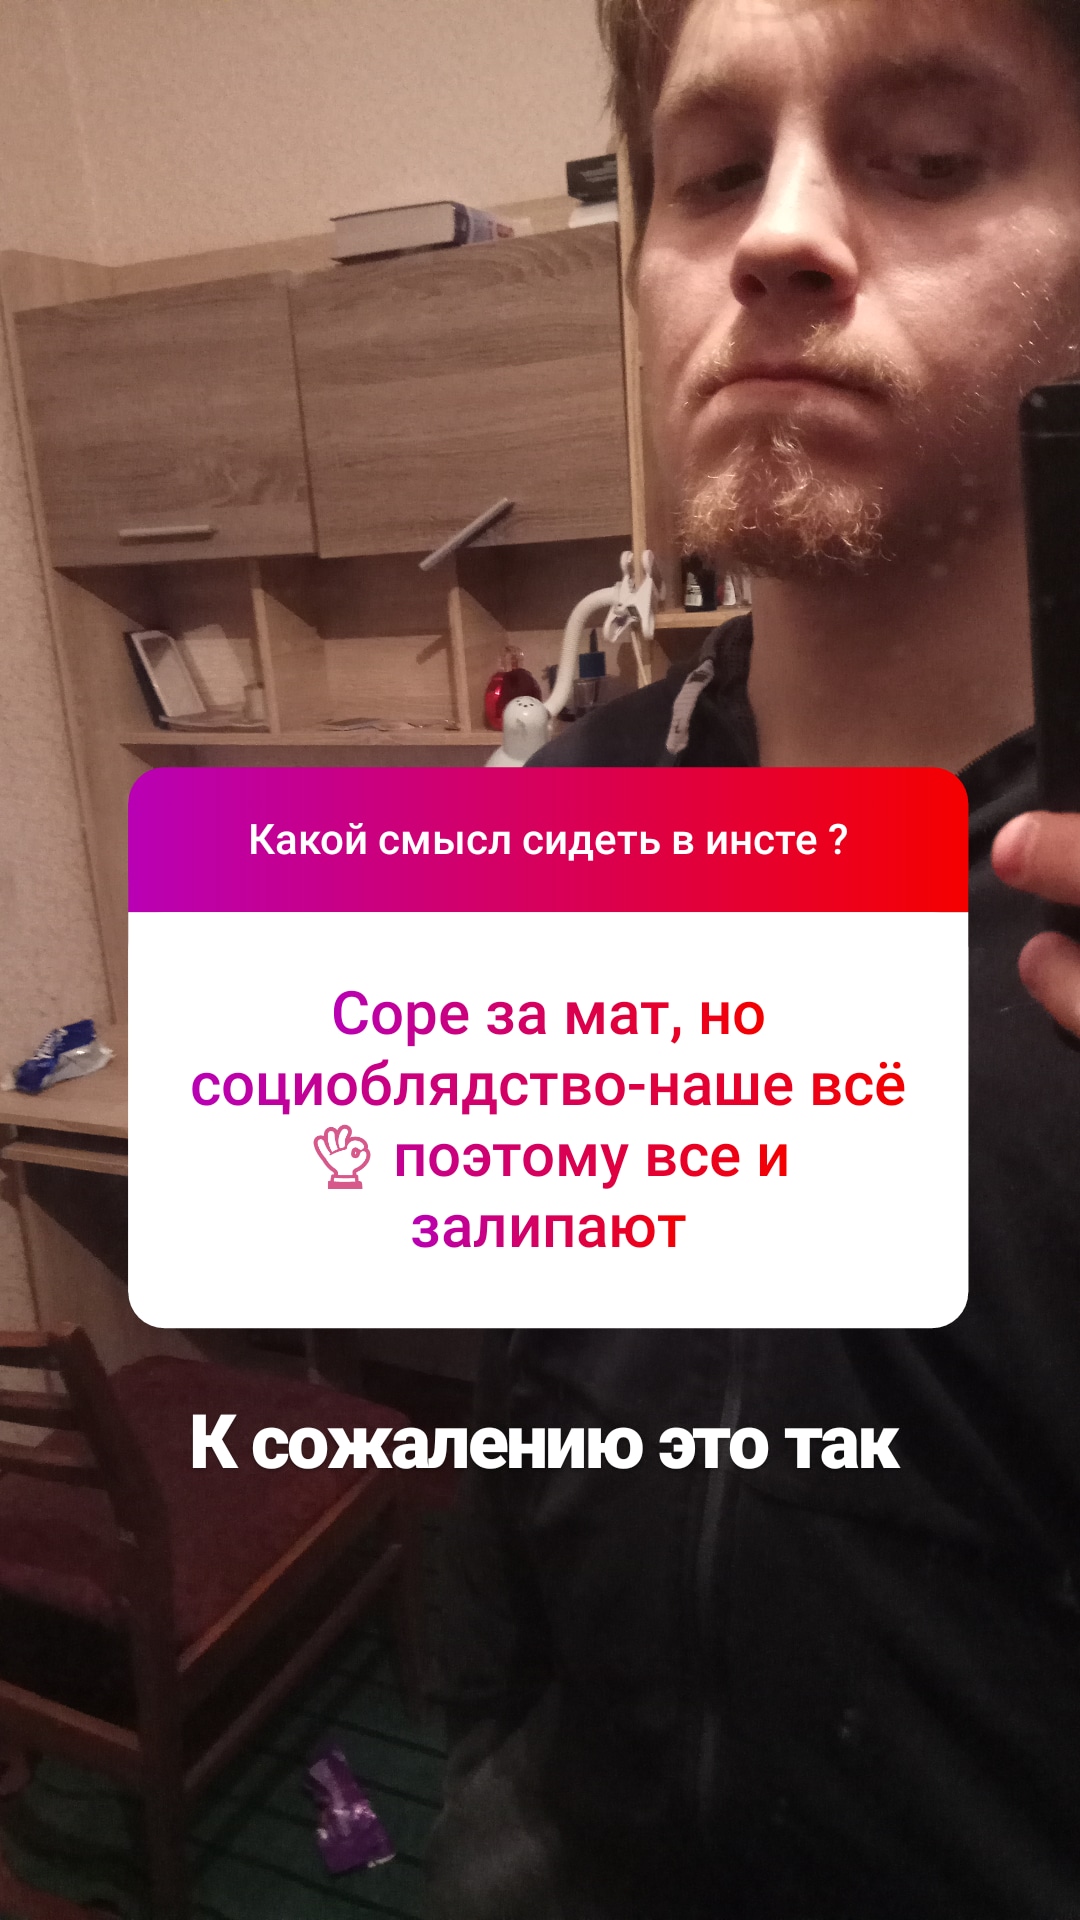 Какой смысл сидеть в инсте ?
Соре за мат, но
социоблядство-наше всё
👌 поэтому все и
залипают
К сожалению это так